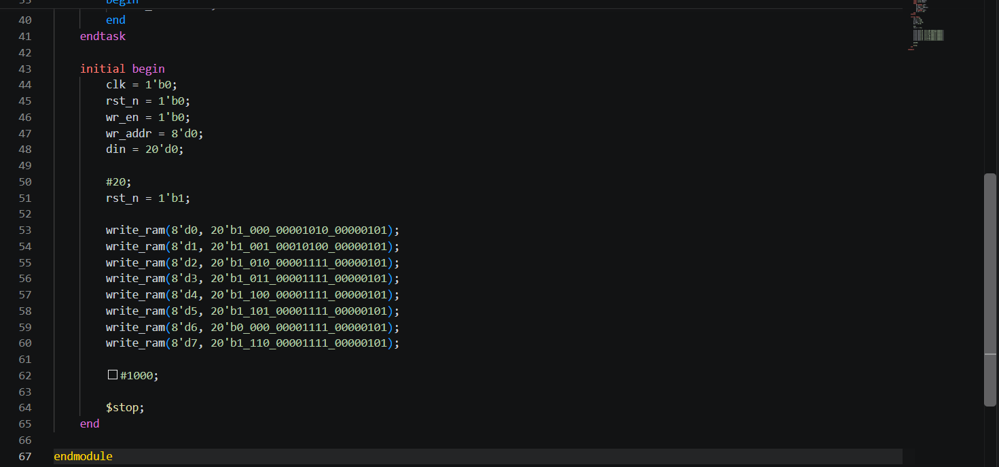 begin
40 end
41 endtask
42
43 initial begin
44 clk = 1'b0;
45 rst_n = 1'b0;
46 wr_en = 1'b0;
47 wr_addr = 8'd0;
48 din = 20'd0;
49
50 #20;
51 rst_n = 1'b1;
52
53 write_ram(8'd0, 20'b1_000_00001010_00000101);
54 write_ram(8'd1, 20'b1_001_00010100_00000101);
55 write_ram(8'd2, 20'b1_010_00001111_00000101);
56 write_ram(8'd3, 20'b1_011_00001111_00000101);
57 write_ram(8'd4, 20'b1_100_00001111_00000101);
58 write_ram(8'd5, 20'b1_101_00001111_00000101);
59 write_ram(8'd6, 20'b0_000_00001111_00000101);
60 write_ram(8'd7, 20'b1_110_00001111_00000101);
61
62 #1000;
63
64 $stop;
65 end
66
67 endmodule